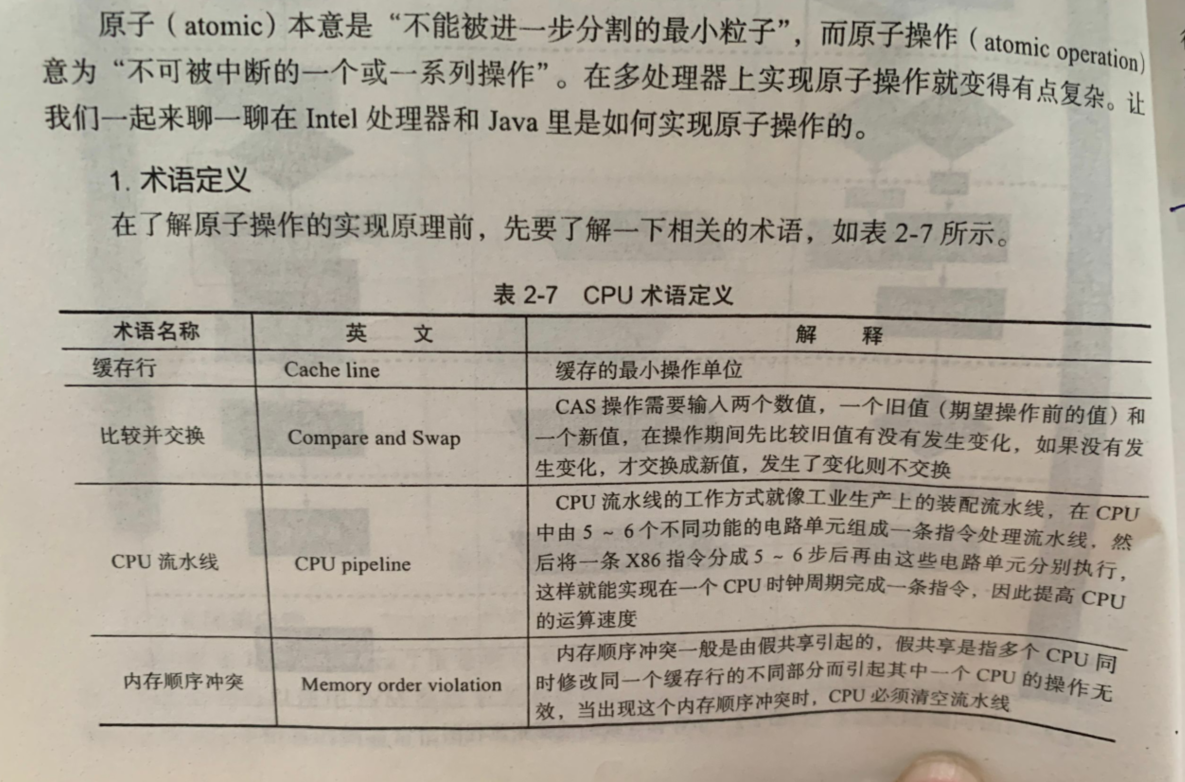 原子（atomic）本意是“不能被进一步分割的最小粒子”，而原子操作（atomic operation）
意为“不可被中断的一个或一系列操作”。在多处理器上实现原子操作就变得有点复杂。让
我们一起来聊一聊在 Intel 处理器和 Java 里是如何实现原子操作的。
1. 术语定义
在了解原子操作的实现原理前，先要了解一下相关的术语，如表 2-7 所示。
表 2-7 CPU 术语定义
术语名称 英 文 解 释
缓存行 Cache line 缓存的最小操作单位
比较并交换 Compare and Swap CAS 操作需要输入两个数值，一个旧值（期望操作前的值）和
一个新值，在操作期间先比较旧值有没有发生变化，如果没有发
生变化，才交换成新值，发生了变化则不交换
CPU 流水线 CPU pipeline CPU 流水线的工作方式就像工业生产上的装配流水线，在 CPU
中由 5 ~ 6 个不同功能的电路单元组成一条指令处理流水线，然
后将一条 X86 指令分成 5 ~ 6 步后再由这些电路单元分别执行，
这样就能实现在一个 CPU 时钟周期完成一条指令，因此提高 CPU
的运算速度
内存顺序冲突 Memory order violation 内存顺序冲突一般是由假共享引起的，假共享是指多个 CPU 同
时修改同一个缓存行的不同部分而引起其中一个 CPU 的操作无
效，当出现这个内存顺序冲突时，CPU 必须清空流水线